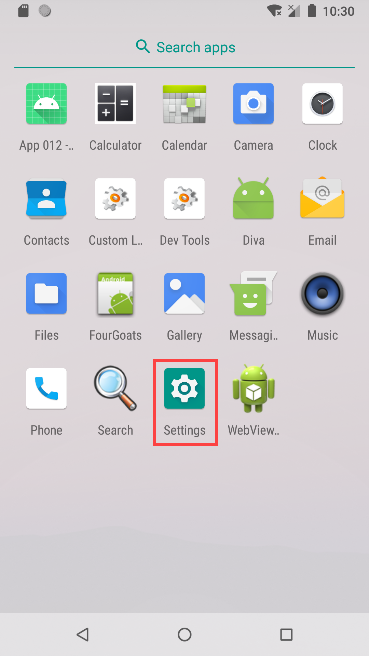 10:30
Search apps
App 012 -..
Calculator
Calendar
Camera
Clock
Contacts
Custom L..
Dev Tools
Diva
Email
Android
Files
FourGoats
Gallery
Messagi..
Music
Phone
Search
Settings
WebView..